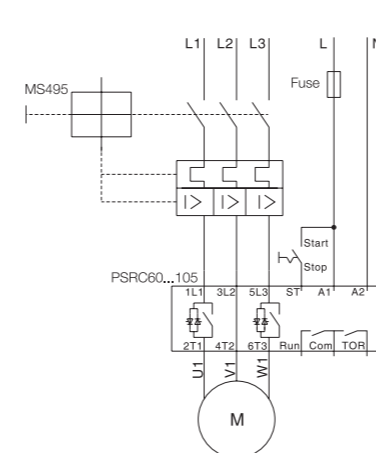 L1 L2 L3 L
MS495
Fuse
I> I> I>
Start
Stop
PSRC60...105
1L1 3L2 5L3 ST A1 A2
2T1 4T2 6T3 Run Com TOR
U1 V1 W1
M